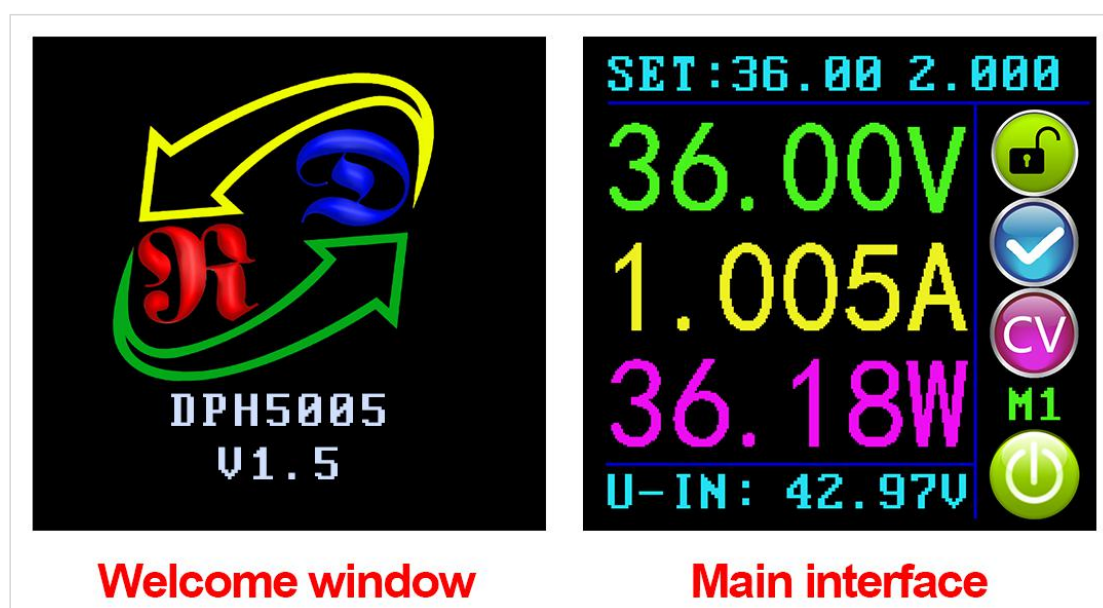 R D
DPH5005
V1.5
Welcome window
SET:36.00 2.000
36.00V
1.005A
CV
36.18W
M1
U-IN: 42.97V
Main interface